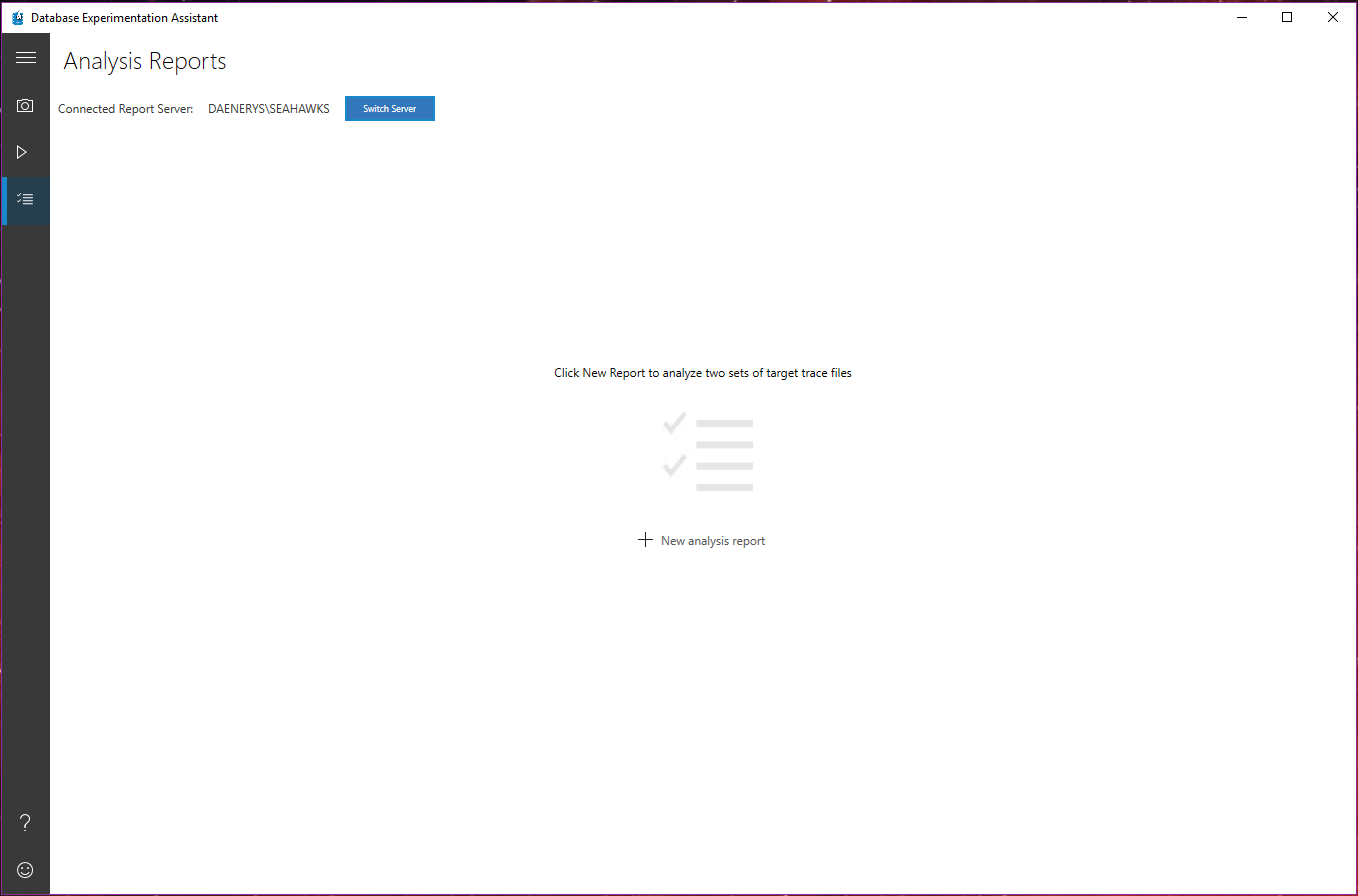 Database Experimentation Assistant
Analysis Reports
Connected Report Server: DAENERYS\SEAHAWKS Switch Server
Click New Report to analyze two sets of target trace files
New analysis report